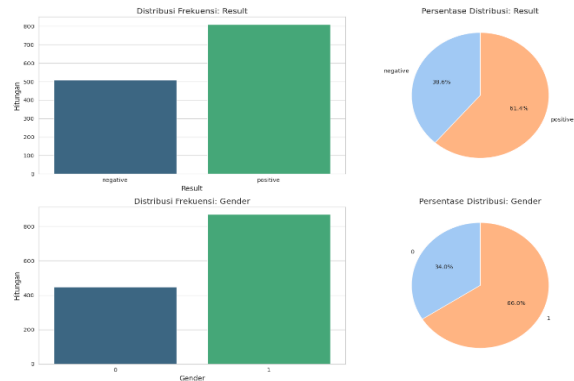 Distribusi Frekuensi: Result
800
700
600
500
400
300
200
100
0
Hitungan
negative
positive
Result
Persentase Distribusi: Result
negative
38.6%
61.4%
positive
Distribusi Frekuensi: Gender
800
600
400
200
0
Hitungan
0
1
Gender
Persentase Distribusi: Gender
0
34.0%
66.0%
1